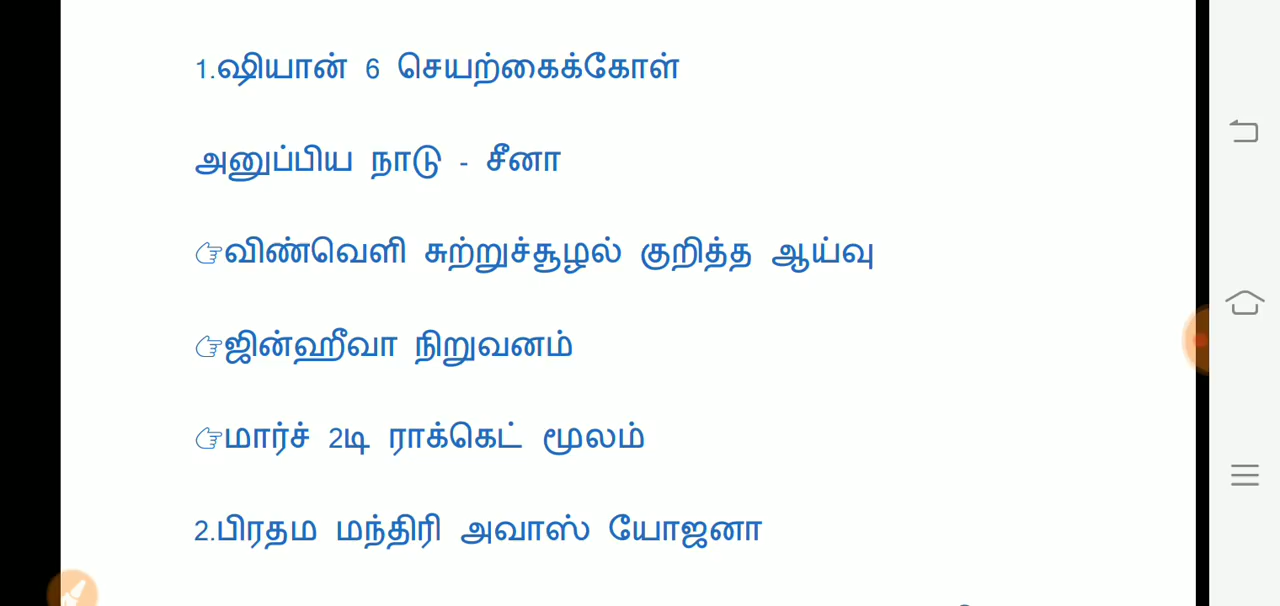 1.ஷியான் 6 செயற்கைக்கோள்
அனுப்பிய நாடு - சீனா
👉விண்வெளி சுற்றுச்சூழல் குறித்த ஆய்வு
👉ஜின்ஹீவா நிறுவனம்
👉மார்ச் 2டி ராக்கெட் மூலம்
2.பிரதம மந்திரி அவாஸ் யோஜனா